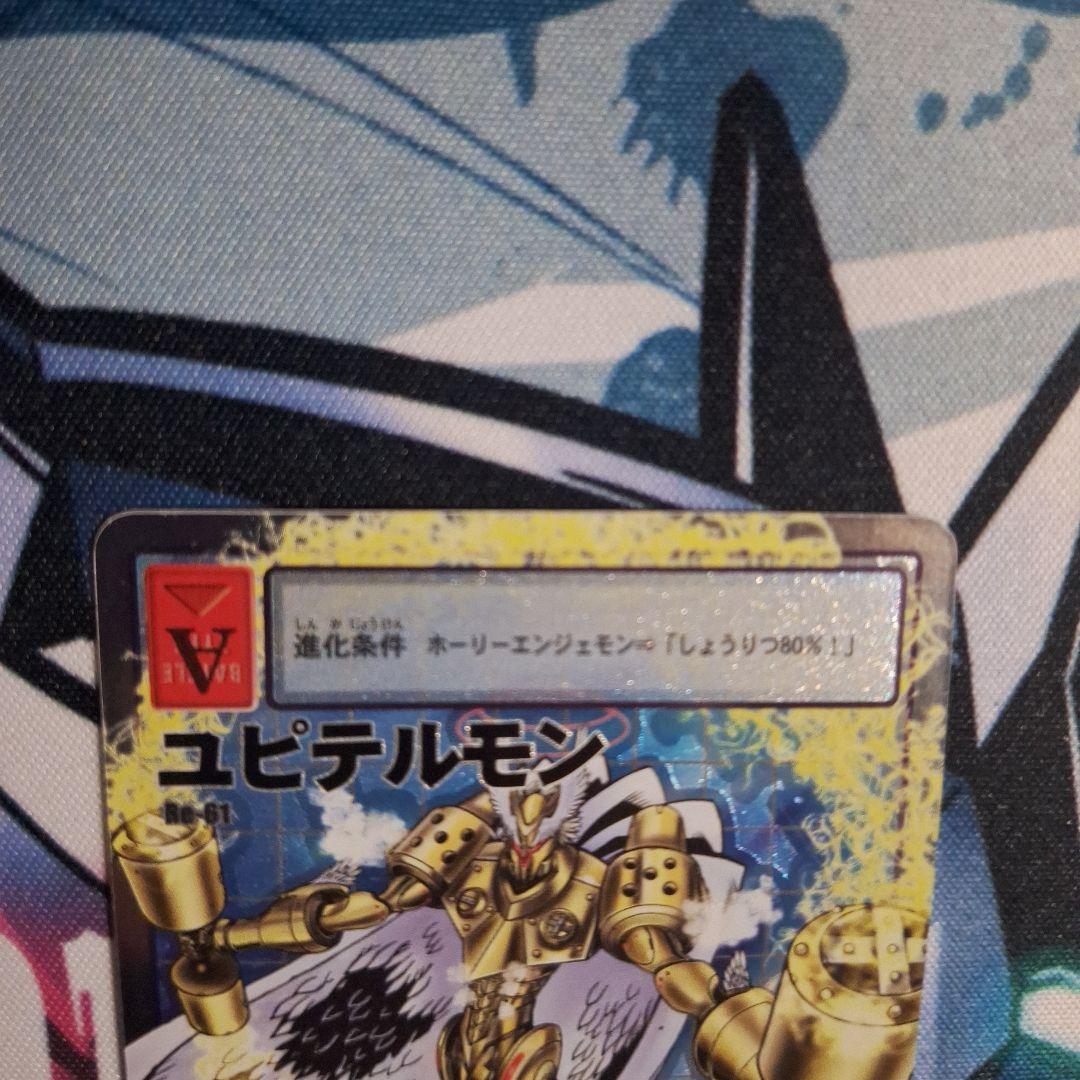 しん か じょうけん
進化条件 ホーリーエンジェモン⇒「しょうりつ80%！」
A
BATTLE
ユピテルモン
Re-61